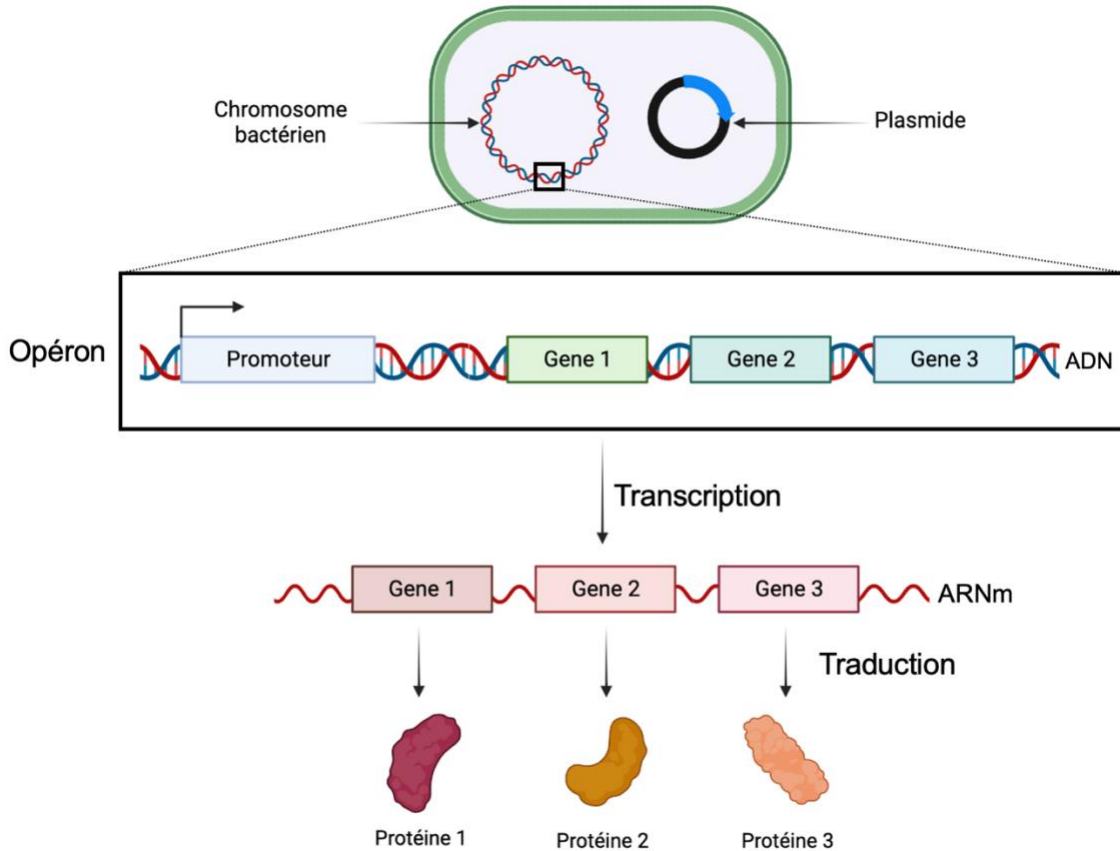 Chromosome
bactérien
Plasmide
Opéron
Promoteur
Gene 1
Gene 2
Gene 3
ADN
Transcription
Gene 1
Gene 2
Gene 3
ARNm
Traduction
Protéine 1
Protéine 2
Protéine 3